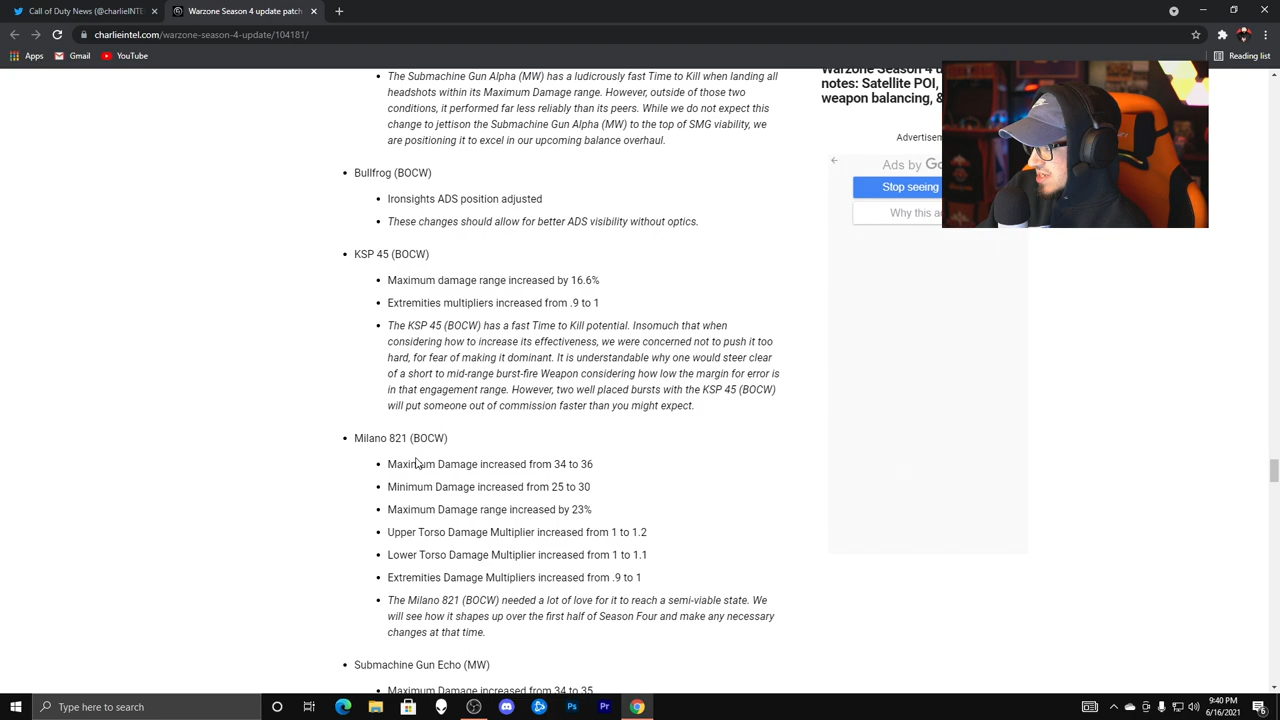 Call of Duty News (@charlieINTE
Warzone Season 4 update patch
charlieintel.com/warzone-season-4-update/104181/
Apps
Gmail
YouTube
Reading list
The Submachine Gun Alpha (MW) has a ludicrously fast Time to Kill when landing all
headshots within its Maximum Damage range. However, outside of those two
conditions, it performed far less reliably than its peers. While we do not expect this
change to jettison the Submachine Gun Alpha (MW) to the top of SMG viability, we
are positioning it to excel in our upcoming balance overhaul.
Bullfrog (BOCW)
Ironsights ADS position adjusted
These changes should allow for better ADS visibility without optics.
KSP 45 (BOCW)
Maximum damage range increased by 16.6%
Extremities multipliers increased from .9 to 1
The KSP 45 (BOCW) has a fast Time to Kill potential. Insomuch that when
considering how to increase its effectiveness, we were concerned not to push it too
hard, for fear of making it dominant. It is understandable why one would steer clear
of a short to mid-range burst-fire Weapon considering how low the margin for error is
in that engagement range. However, two well placed bursts with the KSP 45 (BOCW)
will put someone out of commission faster than you might expect.
Milano 821 (BOCW)
Maximum Damage increased from 34 to 36
Minimum Damage increased from 25 to 30
Maximum Damage range increased by 23%
Upper Torso Damage Multiplier increased from 1 to 1.2
Lower Torso Damage Multiplier increased from 1 to 1.1
Extremities Damage Multipliers increased from .9 to 1
The Milano 821 (BOCW) needed a lot of love for it to reach a semi-viable state. We
will see how it shapes up over the first half of Season Four and make any necessary
changes at that time.
Submachine Gun Echo (MW)
Maximum Damage increased from 34 to 35
Warzone Season 4 u
notes: Satellite POI,
weapon balancing, &
Advertisem
Ads by Go
Stop seeing
Why this a
Type here to search
9:40 PM
6/16/2021